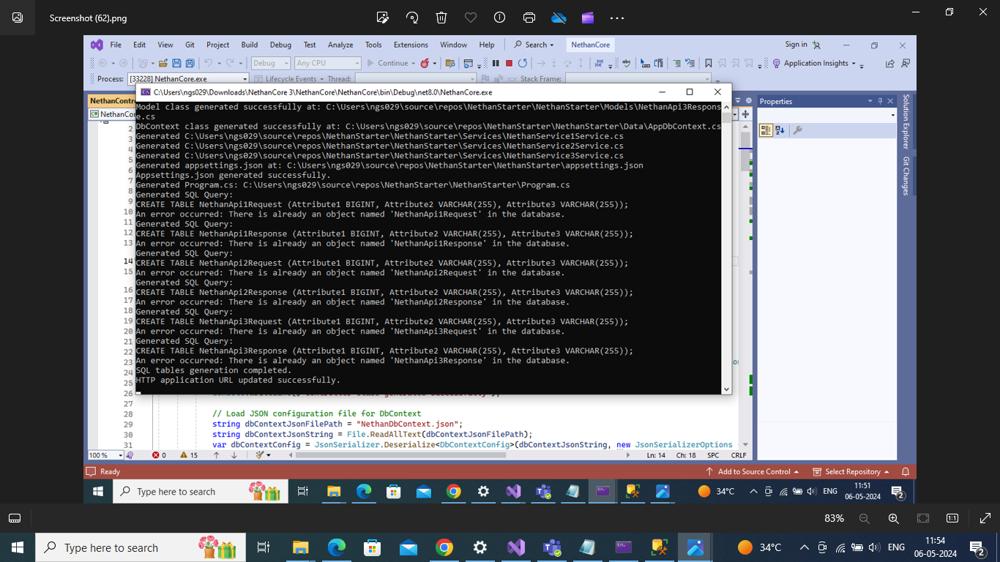 Screenshot (62).png
File Edit View Git Project Build Debug Test Analyze Tools Extensions Window Help Search NethanCore Sign in
Debug Any CPU Continue Application Insights
Process: [33228] NethanCore.exe Lifecycle Events Thread: Stack Frame:
C:\Users\ngs029\Downloads\NethanCore 3\NethanCore\NethanCore\bin\Debug\net8.0\NethanCore.exe
Model class generated successfully at: C:\Users\ngs029\source\repos\NethanStarter\NethanStarter\Models\NethanApi3Respons
e.cs
DbContext class generated successfully at: C:\Users\ngs029\source\repos\NethanStarter\NethanStarter\Data\AppDbContext.cs
Generated C:\Users\ngs029\source\repos\NethanStarter\NethanStarter\Services\NethanService1Service.cs
Generated C:\Users\ngs029\source\repos\NethanStarter\NethanStarter\Services\NethanService2Service.cs
Generated C:\Users\ngs029\source\repos\NethanStarter\NethanStarter\Services\NethanService3Service.cs
Generated appsettings.json at: C:\Users\ngs029\source\repos\NethanStarter\NethanStarter\appsettings.json
Appsettings.json generated successfully.
Generated Program.cs: C:\Users\ngs029\source\repos\NethanStarter\NethanStarter\Program.cs
Generated SQL Query:
CREATE TABLE NethanApi1Request (Attribute1 BIGINT, Attribute2 VARCHAR(255), Attribute3 VARCHAR(255));
An error occurred: There is already an object named 'NethanApi1Request' in the database.
Generated SQL Query:
CREATE TABLE NethanApi1Response (Attribute1 BIGINT, Attribute2 VARCHAR(255), Attribute3 VARCHAR(255));
An error occurred: There is already an object named 'NethanApi1Response' in the database.
Generated SQL Query:
CREATE TABLE NethanApi2Request (Attribute1 BIGINT, Attribute2 VARCHAR(255), Attribute3 VARCHAR(255));
An error occurred: There is already an object named 'NethanApi2Request' in the database.
Generated SQL Query:
CREATE TABLE NethanApi2Response (Attribute1 BIGINT, Attribute2 VARCHAR(255), Attribute3 VARCHAR(255));
An error occurred: There is already an object named 'NethanApi2Response' in the database.
Generated SQL Query:
CREATE TABLE NethanApi3Request (Attribute1 BIGINT, Attribute2 VARCHAR(255), Attribute3 VARCHAR(255));
An error occurred: There is already an object named 'NethanApi3Request' in the database.
Generated SQL Query:
CREATE TABLE NethanApi3Response (Attribute1 BIGINT, Attribute2 VARCHAR(255), Attribute3 VARCHAR(255));
An error occurred: There is already an object named 'NethanApi3Response' in the database.
SQL tables generation completed.
HTTP application URL updated successfully.
NethanContr
NethanCor
2
3
4
5
6
7
8
9
10
11
12
13
14
15
16
17
18
19
20
21
22
23
24
25
26
27
28 // Load JSON configuration file for DbContext
29 string dbContextJsonFilePath = "NethanDbContext.json";
30 string dbContextJsonString = File.ReadAllText(dbContextJsonFilePath);
31 var dbContextConfig = JsonSerializer.Deserialize<DbContextConfig>(dbContextJsonString, new JsonSerializerOptions
Properties
Solution Explorer
Git Changes
100 % 0 15 Ln: 14 Ch: 18 SPC CRLF
Ready Add to Source Control Select Repository
Type here to search 34°C ENG 11:51
06-05-2024 2
83% 1:1
Type here to search 34°C ENG 11:54
06-05-2024 2